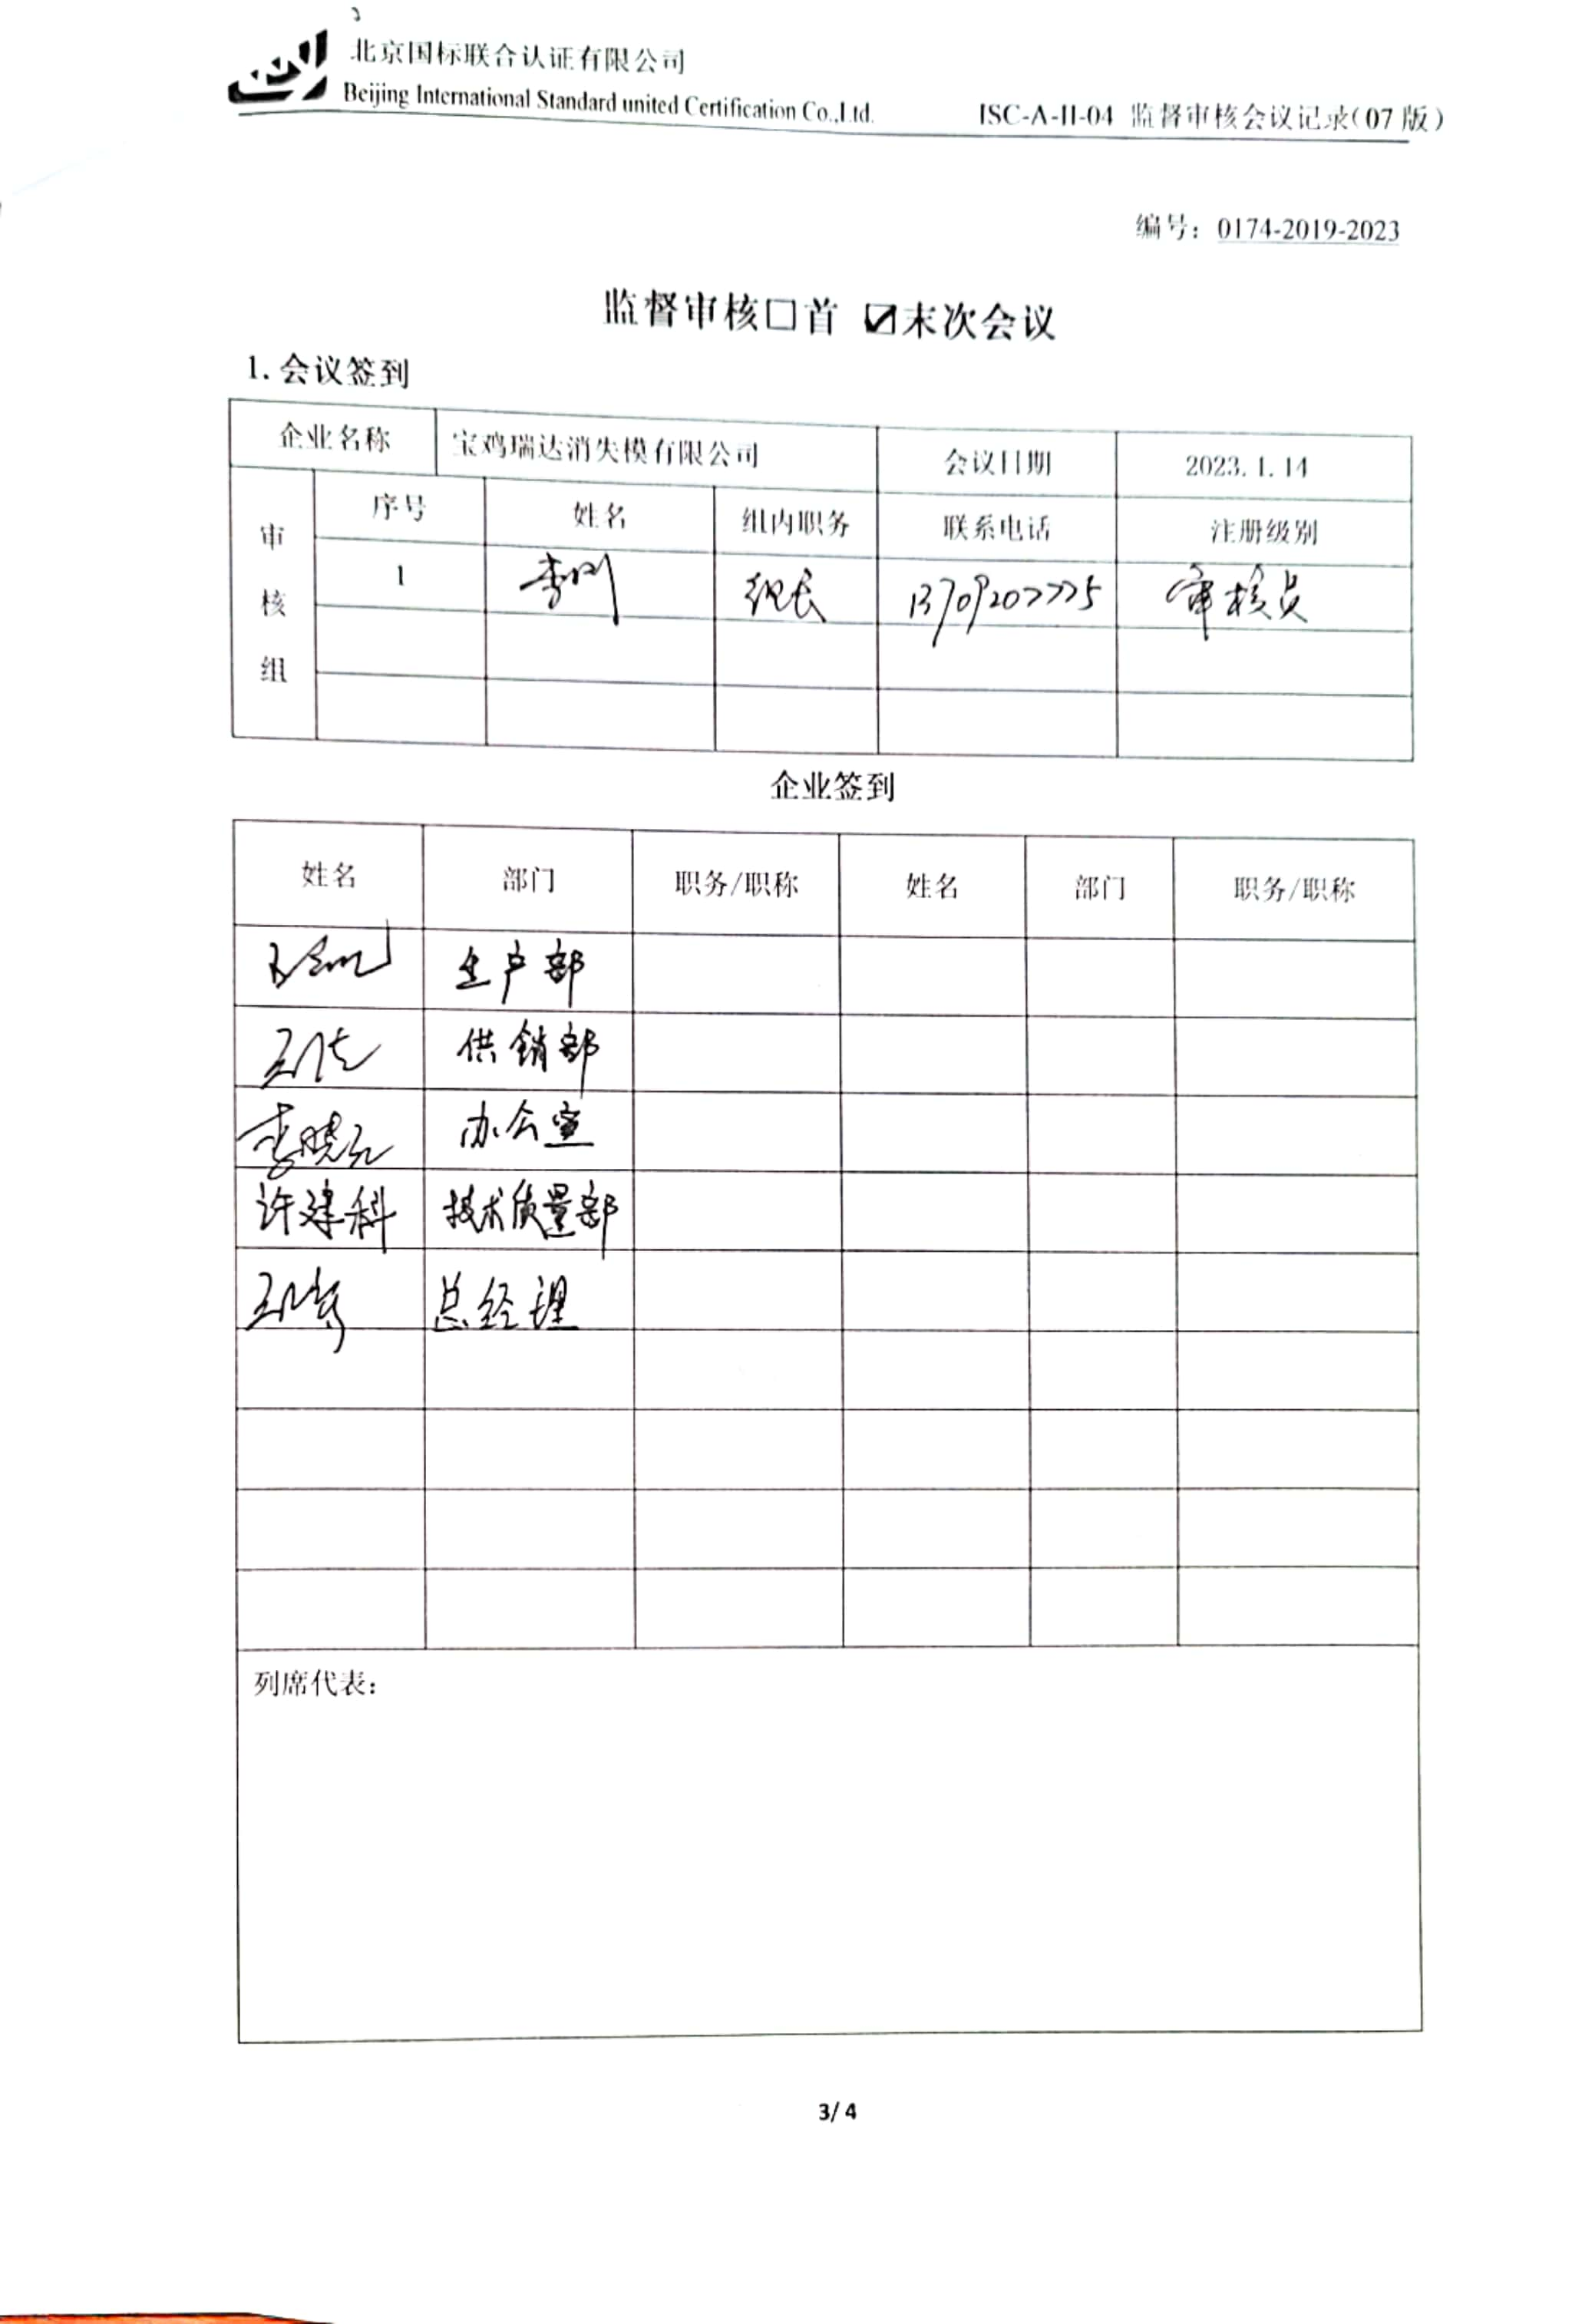 北京国标联合认证有限公司
Beijing International Standard united Certification Co.,Ltd.
ISC-A-II-04 监督审核会议记录(07版)
编号：0174-2019-2023
监督审核□首 ☑末次会议
1.会议签到
企业名称 宝鸡瑞达消失模有限公司 会议日期 2023.1.14
审核组
序号 姓名 组内职务 联系电话 注册级别
1 组长 审核员
企业签到
姓名 部门 职务/职称 姓名 部门 职务/职称
生产部
供销部
办公室
许建科 技术质量部
总经理
列席代表：
3/4